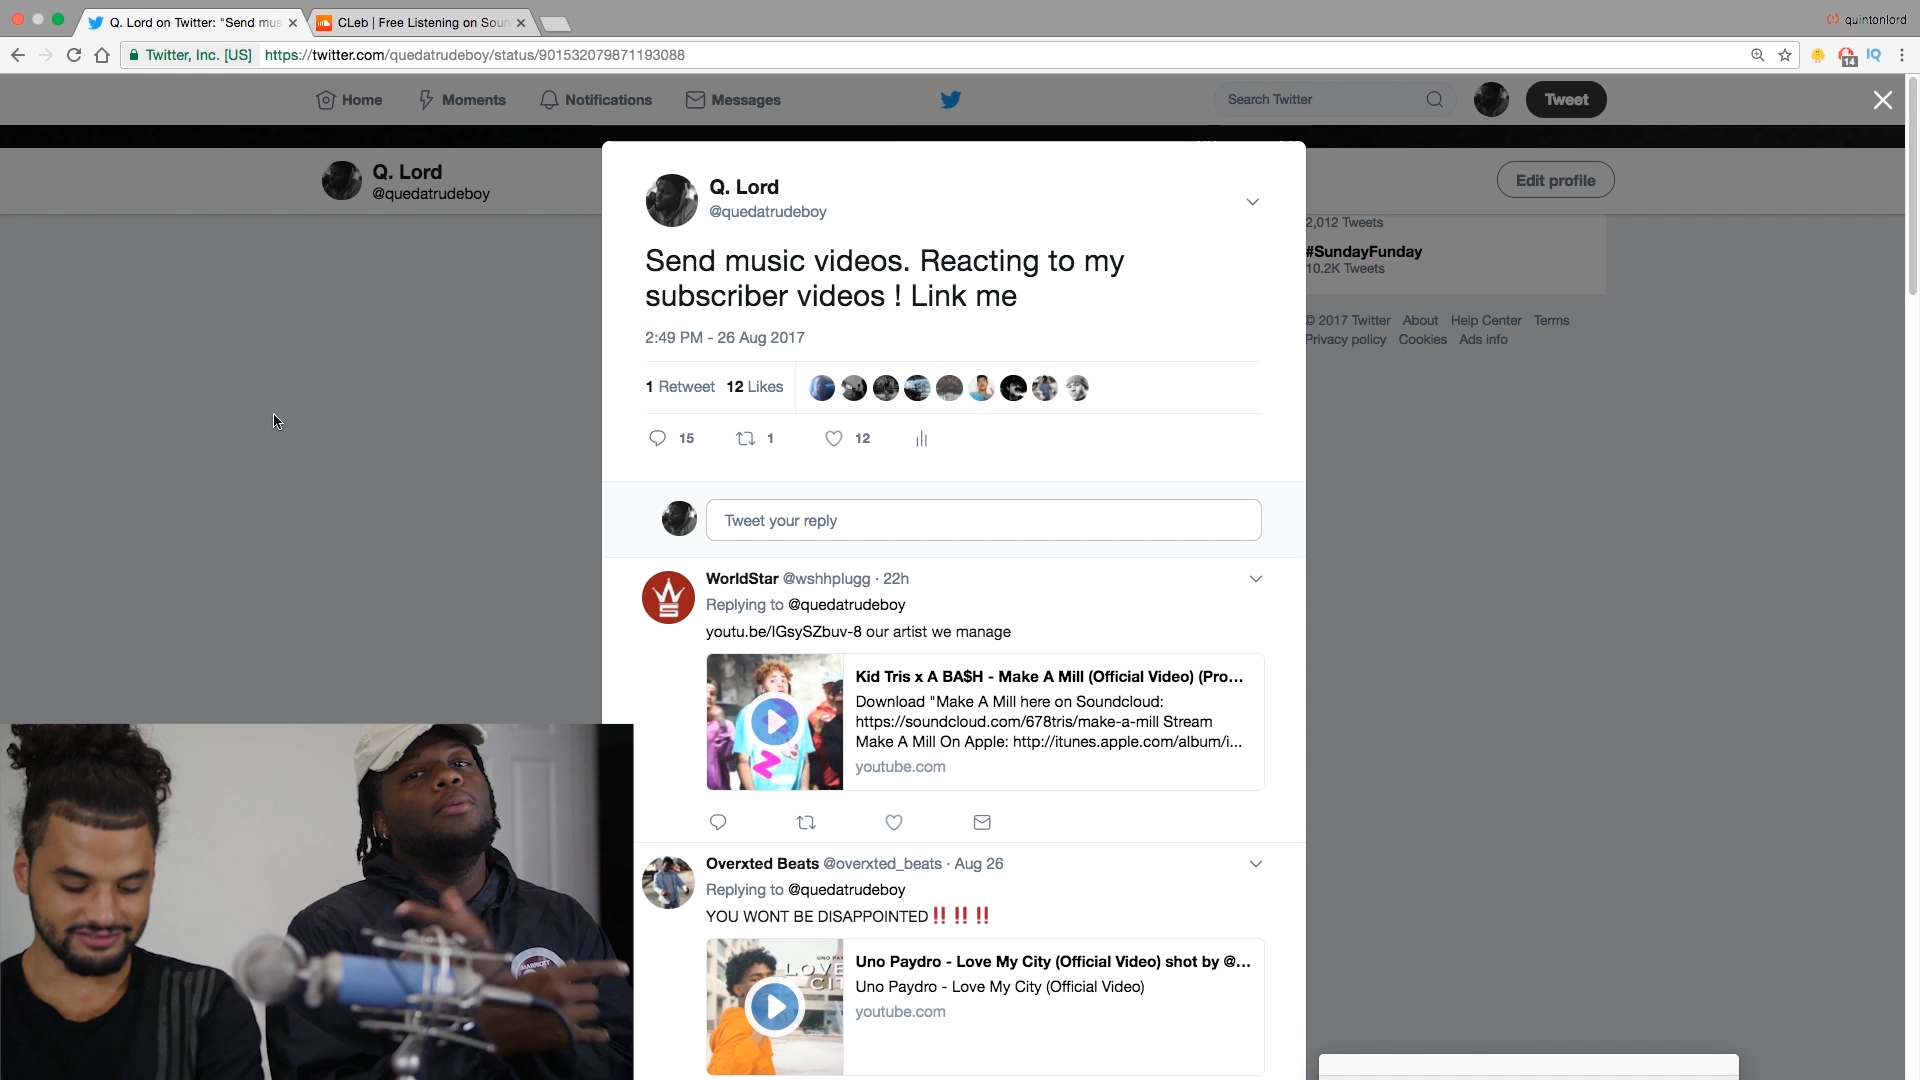 Q. Lord on Twitter: "Send mus
CLeb | Free Listening on Soun
quintonlord
Twitter, Inc. [US]
https://twitter.com/quedatrudeboy/status/901532079871193088
14
IQ
Home
Moments
Notifications
Messages
Search Twitter
Tweet
Q. Lord
@quedatrudeboy
Edit profile
2,012 Tweets
#SundayFunday
10.2K Tweets
© 2017 Twitter About Help Center Terms
Privacy policy Cookies Ads info
Q. Lord
@quedatrudeboy
Send music videos. Reacting to my
subscriber videos ! Link me
2:49 PM - 26 Aug 2017
1 Retweet 12 Likes
15 1 12
Tweet your reply
WorldStar @wshhplugg · 22h
Replying to @quedatrudeboy
youtu.be/IGsySZbuv-8 our artist we manage
Kid Tris x A BA$H - Make A Mill (Official Video) (Pro...
Download "Make A Mill here on Soundcloud:
https://soundcloud.com/678tris/make-a-mill Stream
Make A Mill On Apple: http://itunes.apple.com/album/i...
youtube.com
Overxted Beats @overxted_beats · Aug 26
Replying to @quedatrudeboy
YOU WONT BE DISAPPOINTED‼️ ‼️ ‼️
LOVE
CIT
Uno Paydro - Love My City (Official Video) shot by @...
Uno Paydro - Love My City (Official Video)
youtube.com